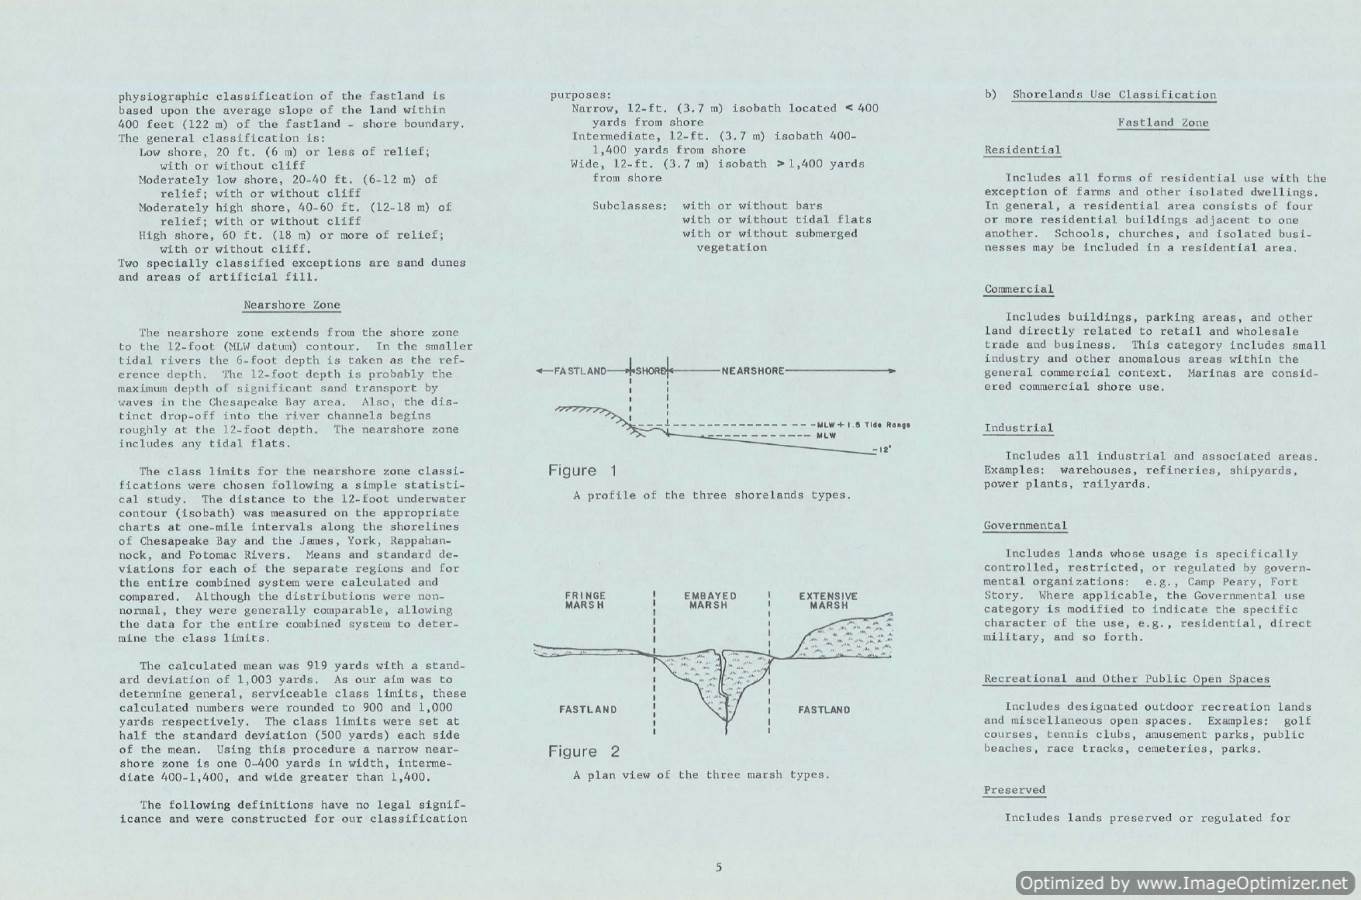 physiographic classification of the fastland is
based upon the average slope of the land within
400 feet (122 m) of the fastland - shore boundary.
The general classification is:
Low shore, 20 ft. (6 m) or less of relief;
with or without cliff
Moderately low shore, 20-40 ft. (6-12 m) of
relief; with or without cliff
Moderately high shore, 40-60 ft. (12-18 m) of
relief; with or without cliff
High shore, 60 ft. (18 m) or more of relief;
with or without cliff.
Two specially classified exceptions are sand dunes
and areas of artificial fill.
Nearshore Zone
The nearshore zone extends from the shore zone
to the 12-foot (MLW datum) contour. In the smaller
tidal rivers the 6-foot depth is taken as the ref-
erence depth. The 12-foot depth is probably the
maximum depth of significant sand transport by
waves in the Chesapeake Bay area. Also, the dis-
tinct drop-off into the river channels begins
roughly at the 12-foot depth. The nearshore zone
includes any tidal flats.
The class limits for the nearshore zone classi-
fications were chosen following a simple statisti-
cal study. The distance to the 12-foot underwater
contour (isobath) was measured on the appropriate
charts at one-mile intervals along the shorelines
of Chesapeake Bay and the James, York, Rappahan-
nock, and Potomac Rivers. Means and standard de-
viations for each of the separate regions and for
the entire combined system were calculated and
compared. Although the distributions were non-
normal, they were generally comparable, allowing
the data for the entire combined system to deter-
mine the class limits.
The calculated mean was 919 yards with a stand-
ard deviation of 1,003 yards. As our aim was to
determine general, serviceable class limits, these
calculated numbers were rounded to 900 and 1,000
yards respectively. The class limits were set at
half the standard deviation (500 yards) each side
of the mean. Using this procedure a narrow near-
shore zone is one 0-400 yards in width, interme-
diate 400-1,400, and wide greater than 1,400.
The following definitions have no legal signif-
icance and were constructed for our classification
purposes:
Narrow, 12-ft. (3.7 m) isobath located < 400
yards from shore
Intermediate, 12-ft. (3.7 m) isobath 400-
1,400 yards from shore
Wide, 12-ft. (3.7 m) isobath > 1,400 yards
from shore
Subclasses: with or without bars
with or without tidal flats
with or without submerged
vegetation
FASTLAND SHORE NEARSHORE
MLW + 1.5 Tide Range
MLW
-12'
Figure 1
A profile of the three shorelands types.
FRINGE MARSH
EMBAYED MARSH
EXTENSIVE MARSH
FASTLAND
FASTLAND
Figure 2
A plan view of the three marsh types.
b) Shorelands Use Classification
Fastland Zone
Residential
Includes all forms of residential use with the
exception of farms and other isolated dwellings.
In general, a residential area consists of four
or more residential buildings adjacent to one
another. Schools, churches, and isolated busi-
nesses may be included in a residential area.
Commercial
Includes buildings, parking areas, and other
land directly related to retail and wholesale
trade and business. This category includes small
industry and other anomalous areas within the
general commercial context. Marinas are consid-
ered commercial shore use.
Industrial
Includes all industrial and associated areas.
Examples: warehouses, refineries, shipyards,
power plants, railyards.
Governmental
Includes lands whose usage is specifically
controlled, restricted, or regulated by govern-
mental organizations: e.g., Camp Peary, Fort
Story. Where applicable, the Governmental use
category is modified to indicate the specific
character of the use, e.g., residential, direct
military, and so forth.
Recreational and Other Public Open Spaces
Includes designated outdoor recreation lands
and miscellaneous open spaces. Examples: golf
courses, tennis clubs, amusement parks, public
beaches, race tracks, cemeteries, parks.
Preserved
Includes lands preserved or regulated for
5
Optimized by www.ImageOptimizer.net